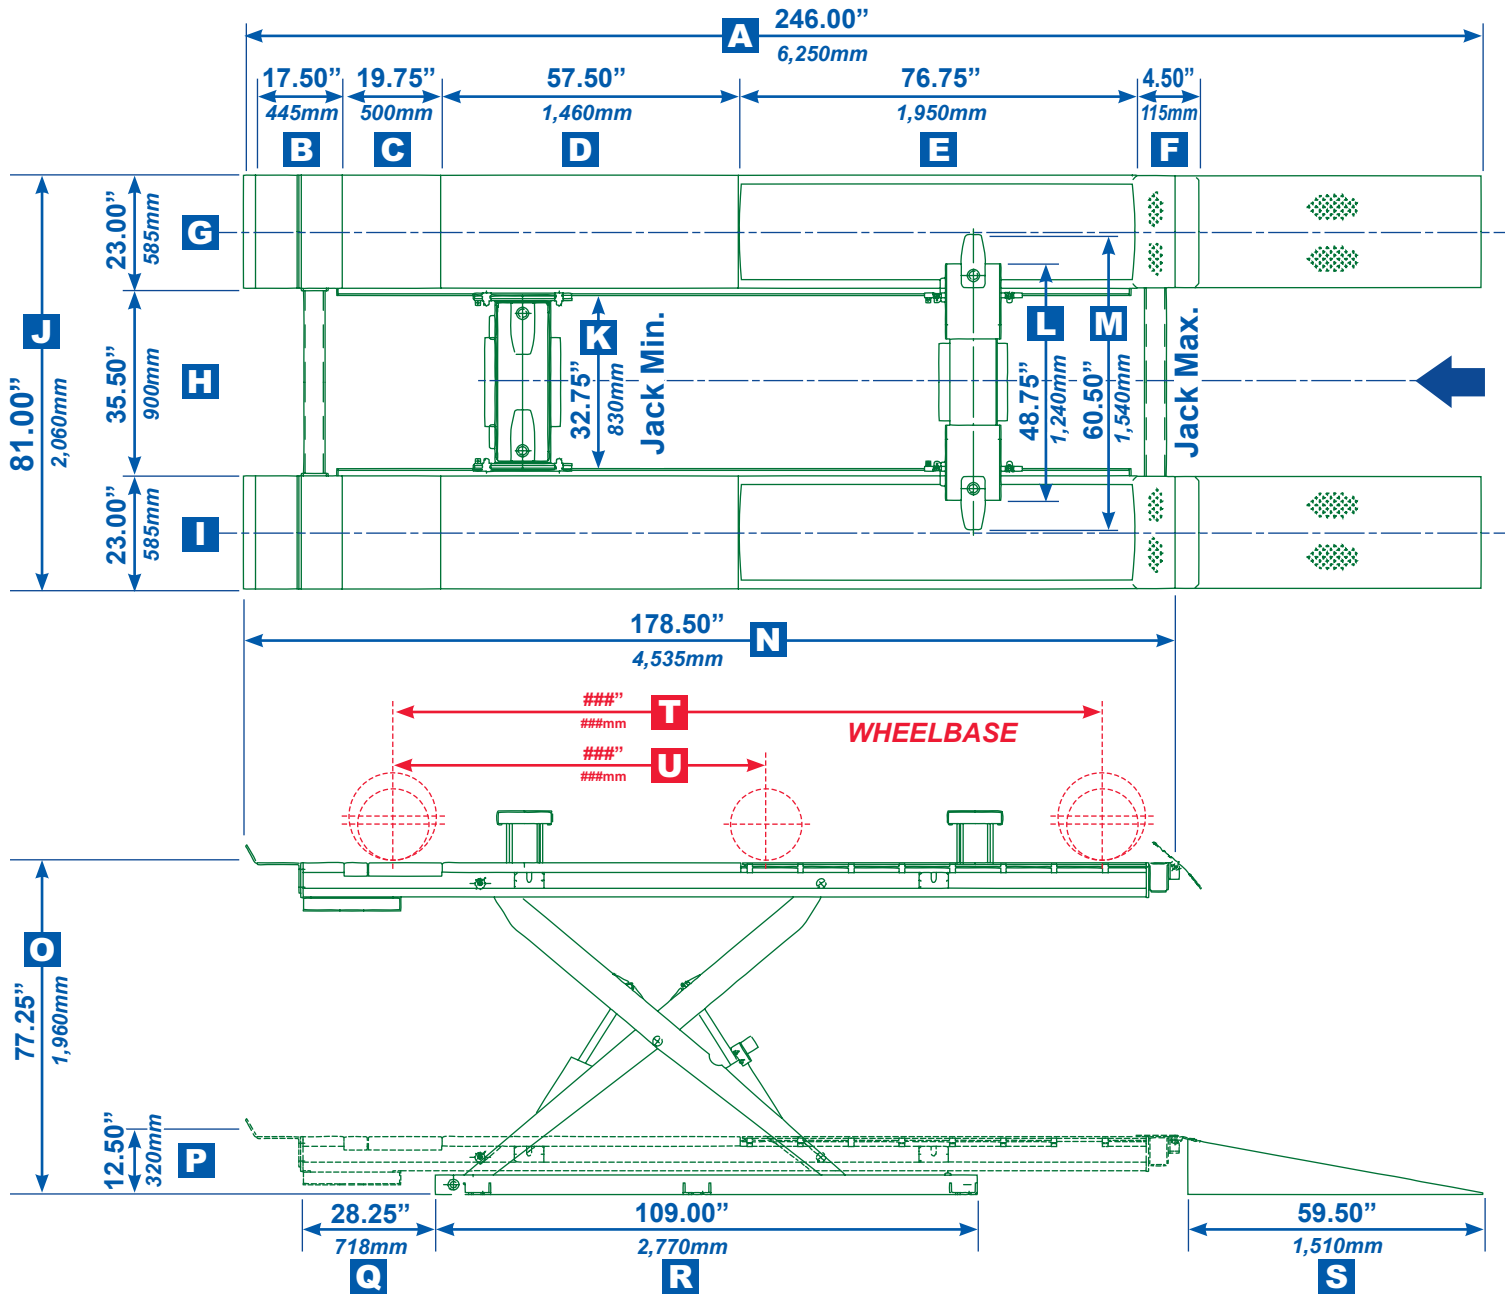 246.00”
A
6,250mm
17.50” 19.75” 57.50” 76.75” 4.50”
445mm 500mm 1,460mm 1,950mm 115mm
B C D E F
23.00”
585mm
G
J
81.00”
2,060mm
35.50”
900mm
H
K
32.75”
830mm
Jack Min.
L
48.75”
1,240mm
M
60.50”
1,540mm
Jack Max.
23.00”
585mm
I
178.50”
N
4,535mm
###”
T
###mm
WHEELBASE
###”
U
###mm
O
77.25”
1,960mm
12.50”
320mm
P
28.25” 109.00” 59.50”
718mm 2,770mm 1,510mm
Q R S